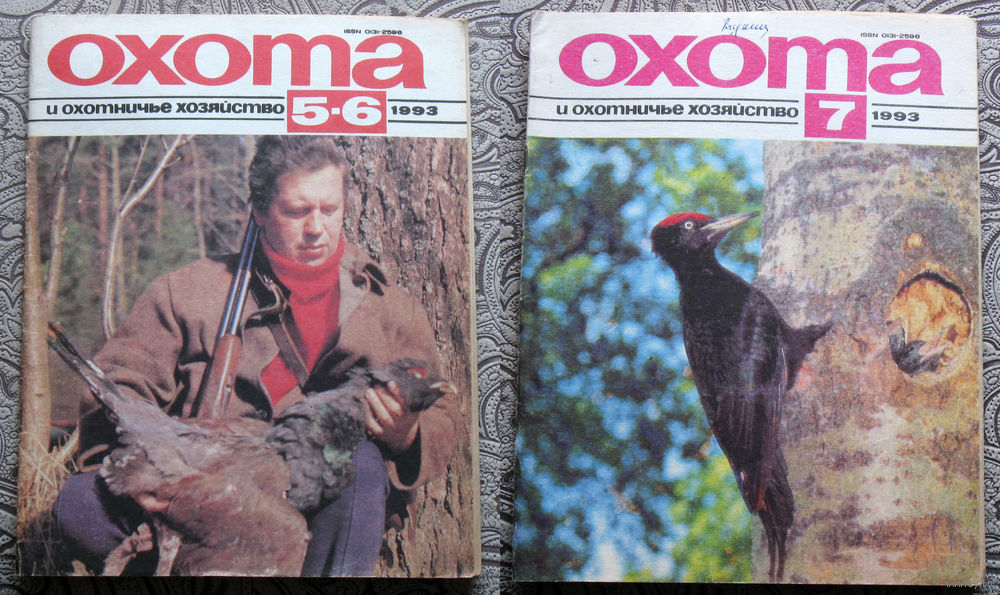 ISSN 0131-2596
охота
и охотничье хозяйство 5-6 1993
ISSN 0131-2596
охота
и охотничье хозяйство 7 1993